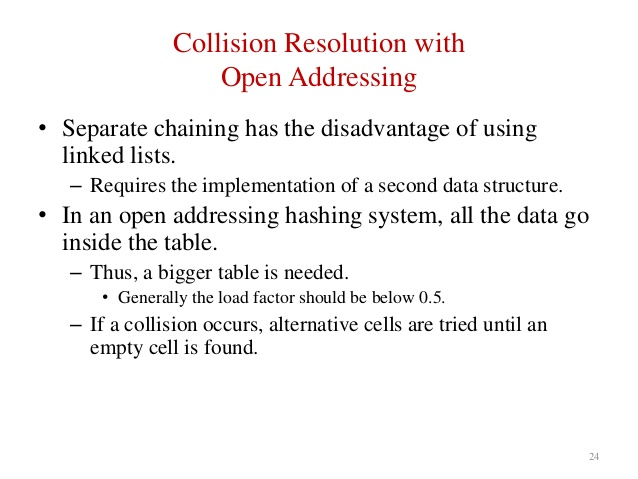 Collision Resolution with
Open Addressing
• Separate chaining has the disadvantage of using
linked lists.
– Requires the implementation of a second data structure.
• In an open addressing hashing system, all the data go
inside the table.
– Thus, a bigger table is needed.
• Generally the load factor should be below 0.5.
– If a collision occurs, alternative cells are tried until an
empty cell is found.
24